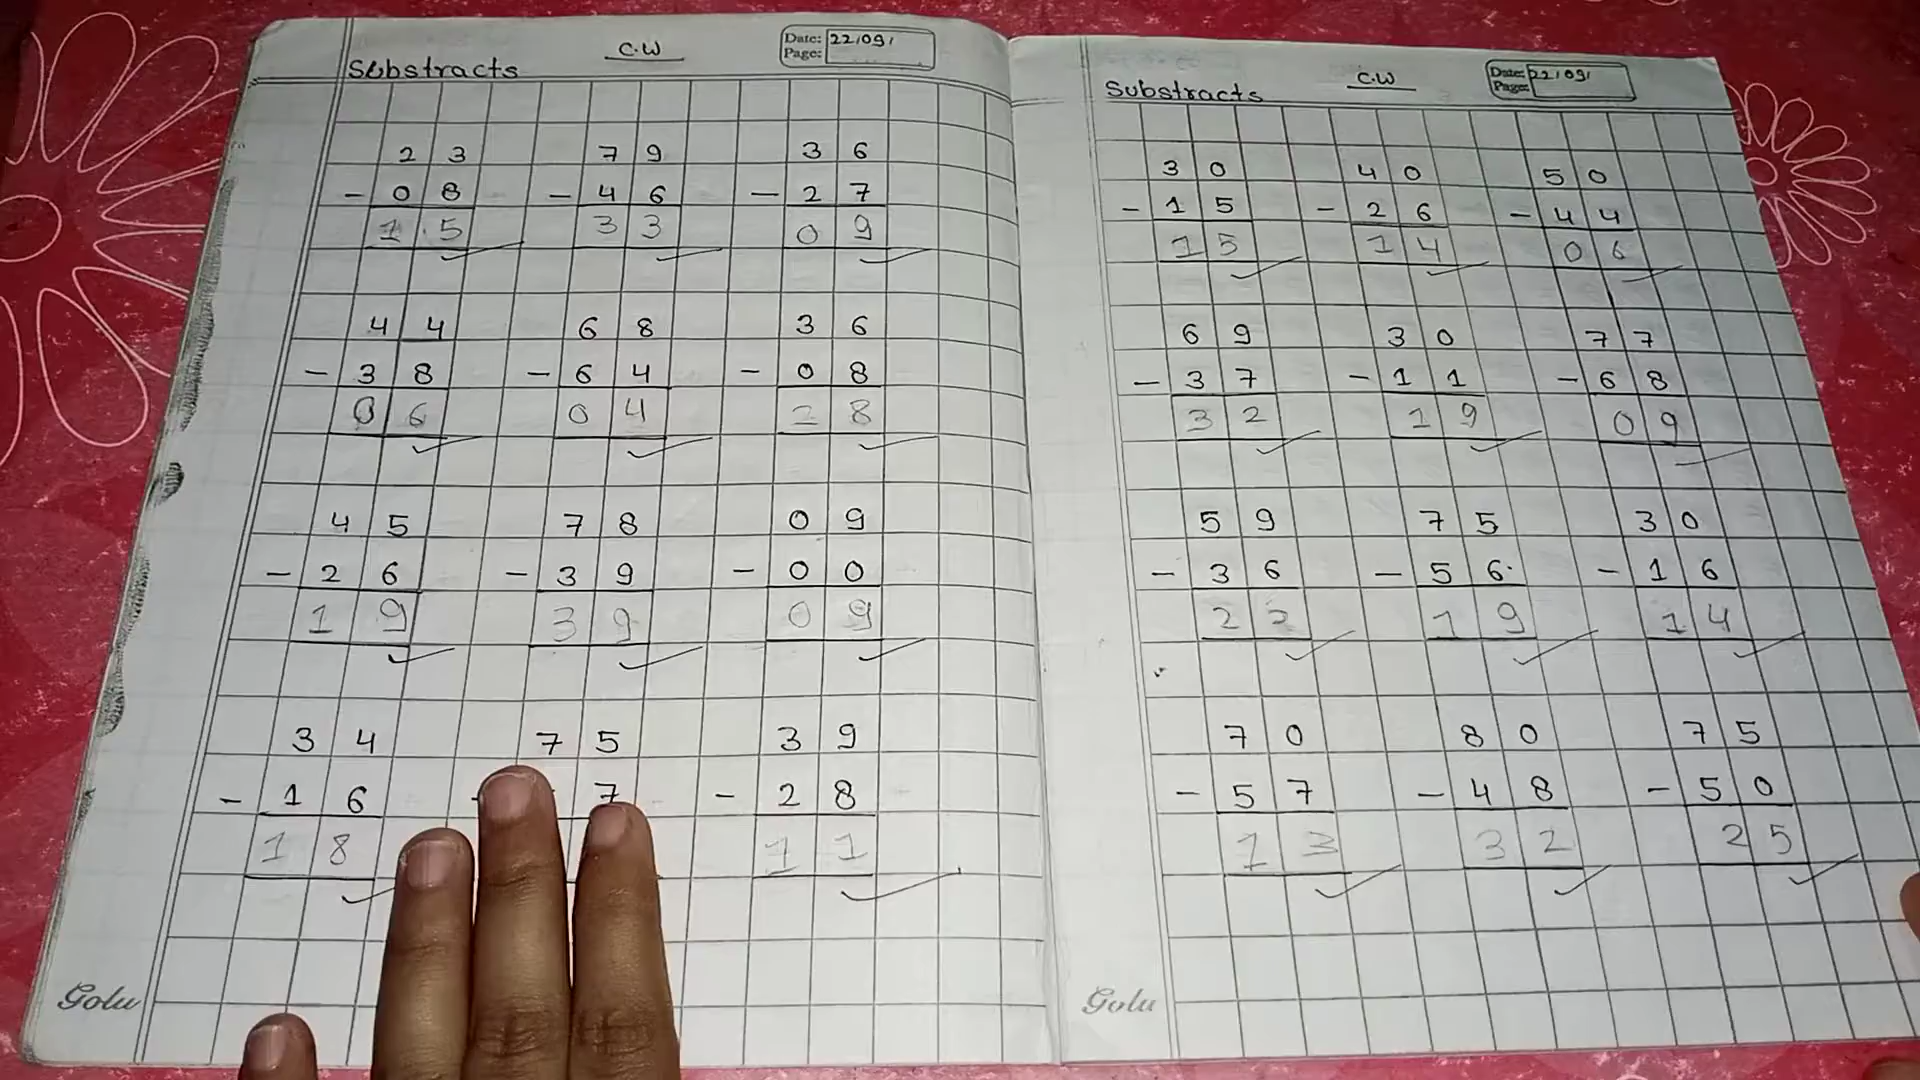 Substracts C.W Date: 22/09/
Page:
2 3 7 9 3 6
- 0 8 - 4 6 - 2 7
1 5 3 3 0 9
4 4 6 8 3 6
- 3 8 - 6 4 - 0 8
0 6 0 4 2 8
4 5 7 8 0 9
- 2 6 - 3 9 - 0 0
1 9 3 9 0 9
3 4 7 5 3 9
- 1 6 7 - 2 8
1 8 1 1
Golu
Substracts C.W Date: 22/09/
Page:
3 0 4 0 5 0
- 1 5 - 2 6 - 4 4
1 5 1 4 0 6
6 9 3 0 7 7
- 3 7 - 1 1 - 6 8
3 2 1 9 0 9
5 9 7 5 3 0
- 3 6 - 5 6 - 1 6
2 1 9 1 4
7 0 8 0 7 5
- 5 7 - 4 8 - 5 0
1 3 3 2 2 5
Golu